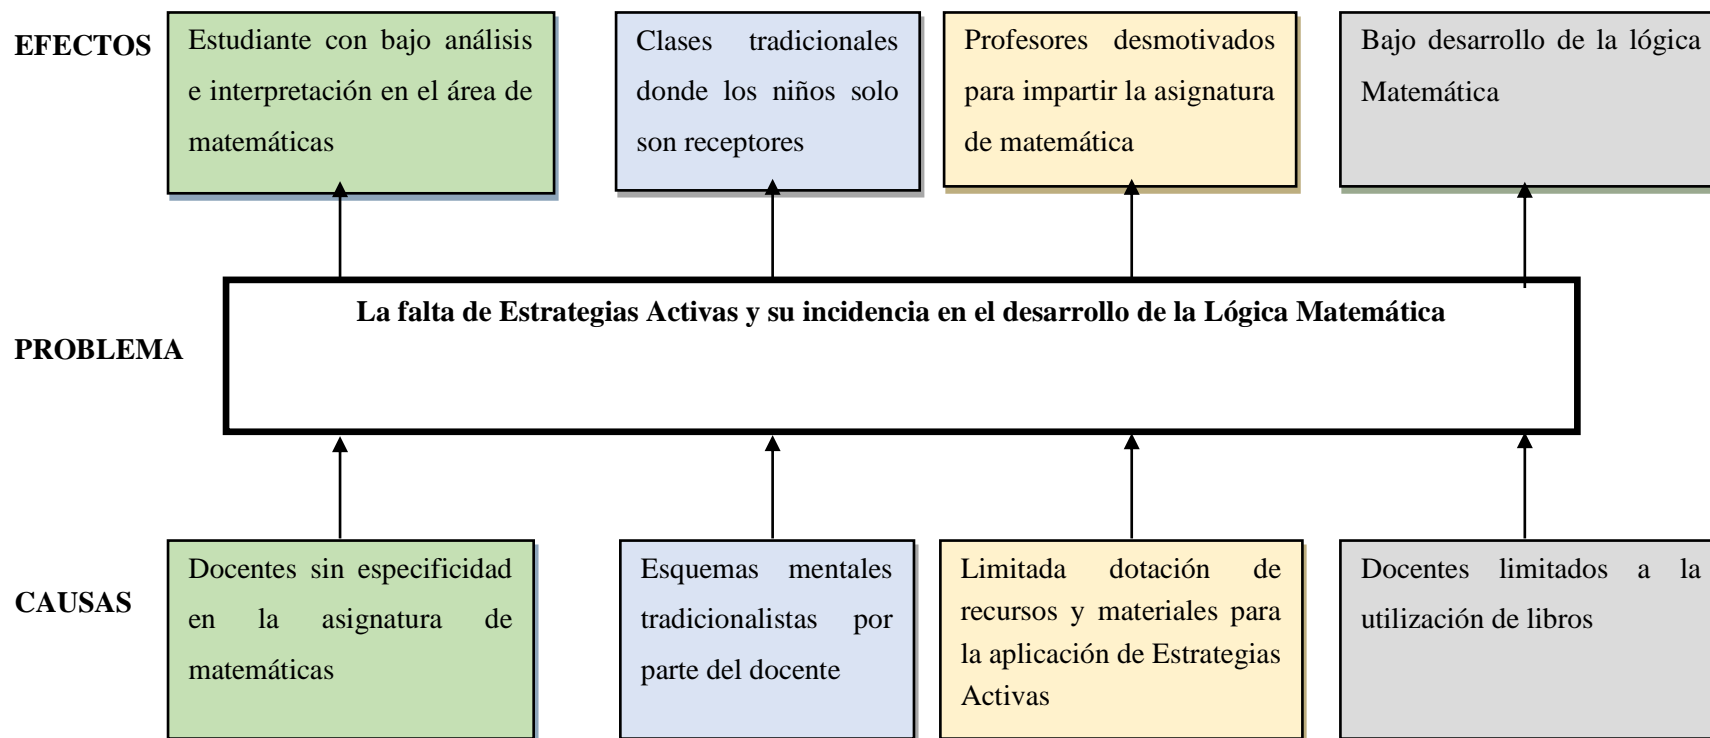 EFECTOS
Estudiante con bajo análisis
e interpretación en el área de
matemáticas
Clases tradicionales
donde los niños solo
son receptores
Profesores desmotivados
para impartir la asignatura
de matemática
Bajo desarrollo de la lógica
Matemática
PROBLEMA
La falta de Estrategias Activas y su incidencia en el desarrollo de la Lógica Matemática
CAUSAS
Docentes sin especificidad
en la asignatura de
matemáticas
Esquemas mentales
tradicionalistas por
parte del docente
Limitada dotación de
recursos y materiales para
la aplicación de Estrategias
Activas
Docentes limitados a la
utilización de libros